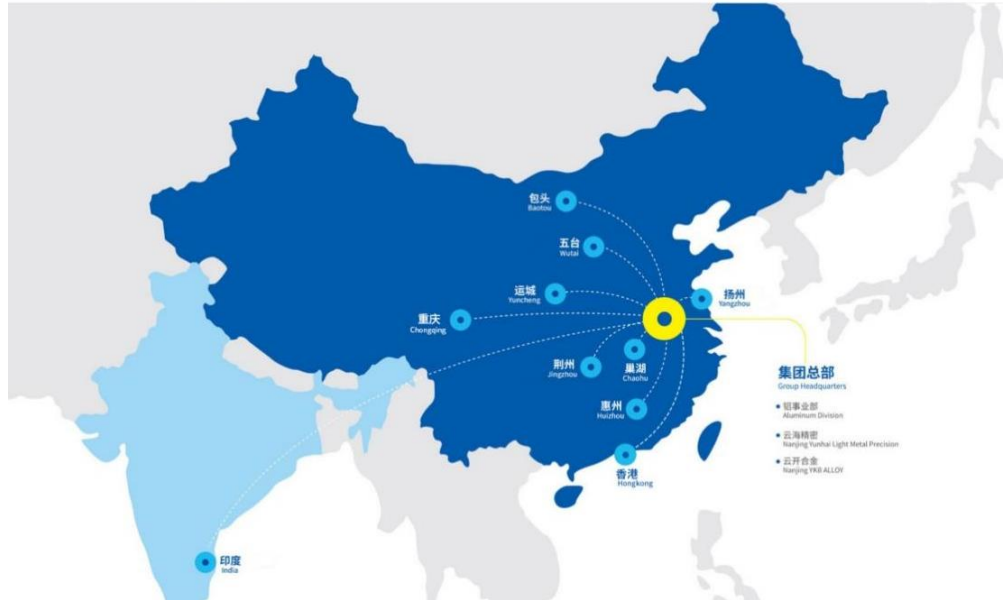 包头
Baotou
五台
Wutai
运城
Yuncheng
扬州
Yangzhou
重庆
Chongqing
荆州
Jingzhou
巢湖
Chaohu
惠州
Huizhou
香港
Hongkong
印度
India
集团总部
Group Headquarters
铝事业部
Aluminum Division
云海精密
Nanjing Yunhai Light Metal Precision
云开合金
Nanjing YKB ALLOY